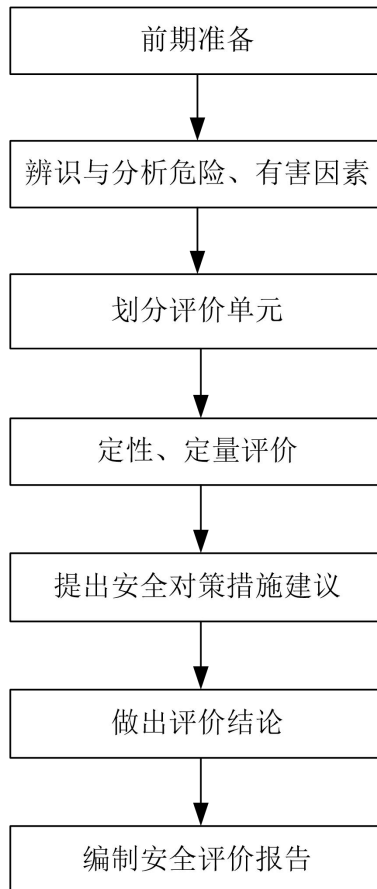 前期准备
辨识与分析危险、有害因素
划分评价单元
定性、定量评价
提出安全对策措施建议
做出评价结论
编制安全评价报告